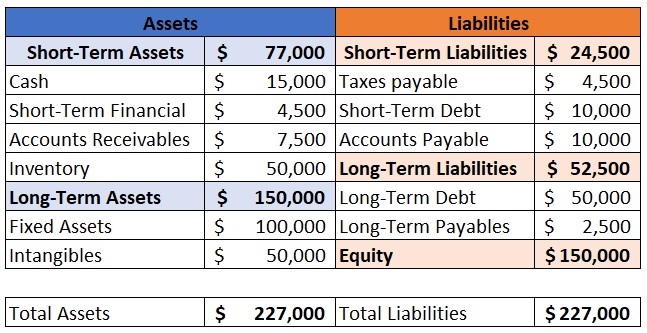 Assets Liabilities
Short-Term Assets $ 77,000 Short-Term Liabilities $ 24,500
Cash $ 15,000 Taxes payable $ 4,500
Short-Term Financial $ 4,500 Short-Term Debt $ 10,000
Accounts Receivables $ 7,500 Accounts Payable $ 10,000
Inventory $ 50,000 Long-Term Liabilities $ 52,500
Long-Term Assets $ 150,000 Long-Term Debt $ 50,000
Fixed Assets $ 100,000 Long-Term Payables $ 2,500
Intangibles $ 50,000 Equity $ 150,000
Total Assets $ 227,000 Total Liabilities $ 227,000